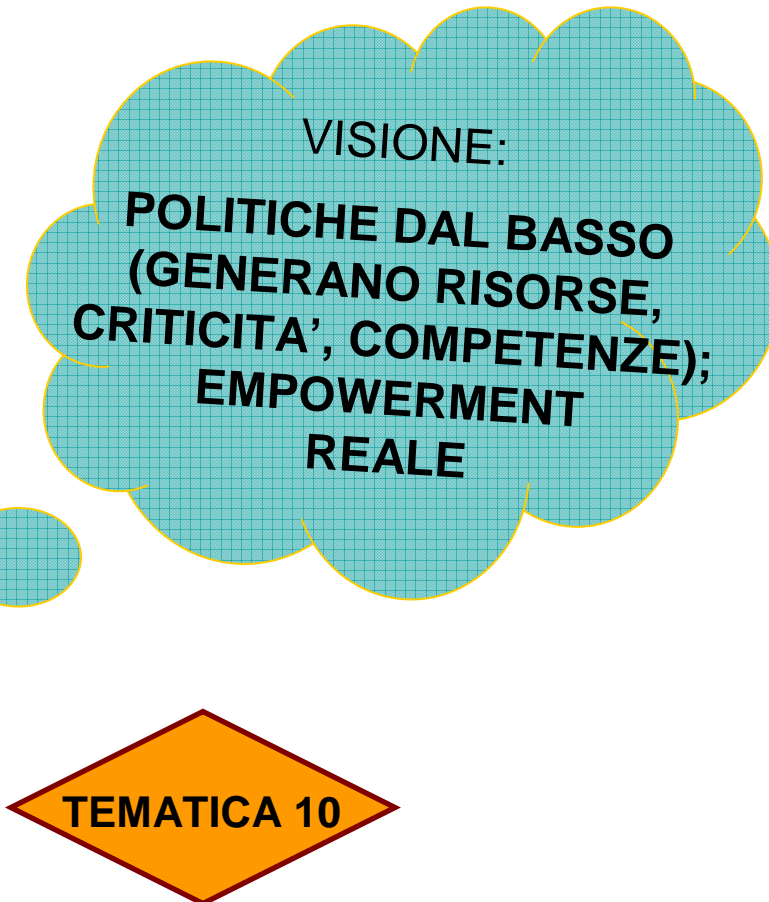 VISIONE:
POLITICHE DAL BASSO
(GENERANO RISORSE,
CRITICITA’, COMPETENZE);
EMPOWERMENT
REALE
TEMATICA 10